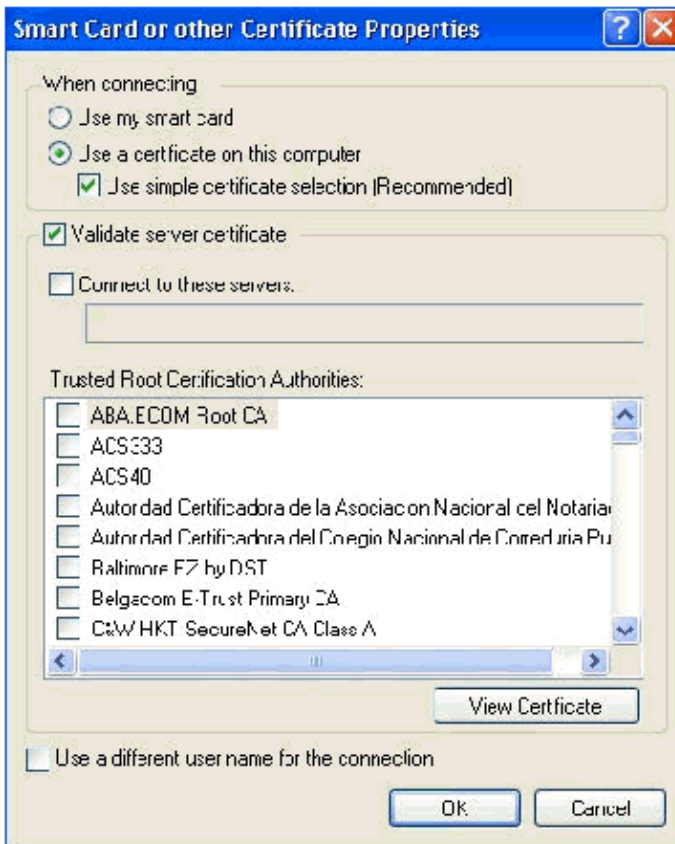 Smart Card or other Certificate Properties
When connecting
Use my smart card
Use a certificate on this computer
Use simple certificate selection (Recommended)
Validate server certificate
Connect to these servers:
Trusted Root Certification Authorities:
ABA.ECOM Root CA
ACS333
ACS40
Autoridad Certificadora de la Asociacion Nacional del Notaria
Autoridad Certificadora del Colegio Nacional de Correduria Pu
Baltimore EZ by DST
Belgacom E-Trust Primary CA
C&W HKT SecureNet CA Class A
View Certificate
Use a different user name for the connection
OK Cancel